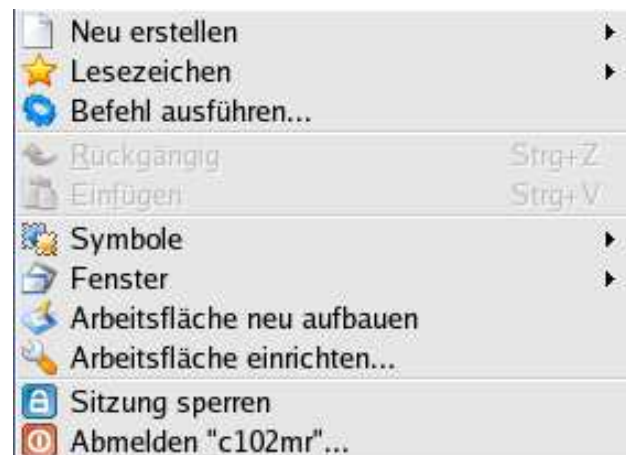 Neu erstellen
Lesezeichen
Befehl ausführen...
Rückgängig Strg+Z
Einfügen Strg+V
Symbole
Fenster
Arbeitsfläche neu aufbauen
Arbeitsfläche einrichten...
Sitzung sperren
Abmelden "c102mr"...